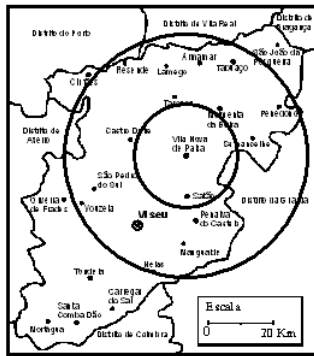 Distrito de Vila Real
Distrito de
Bragança
Distrito do Porto
São João da
Pesqueira
Armamar
Resende
Lamego
Tabuaço
Cinfães
Tarouca
Moimenta
da Beira
Penedono
Distrito de
Aveiro
Castro Daire
Vila Nova
de Paiva
Sernancelhe
São Pedro
do Sul
Oliveira
de Frades
Vouzela
Sátão
Distrito da Guarda
Viseu
Penalva
do Castelo
Mangualde
Nelas
Tondela
Carregal
do Sal
Santa
Comba Dão
Mortágua
Distrito de Coimbra
Escala
0
20 Km